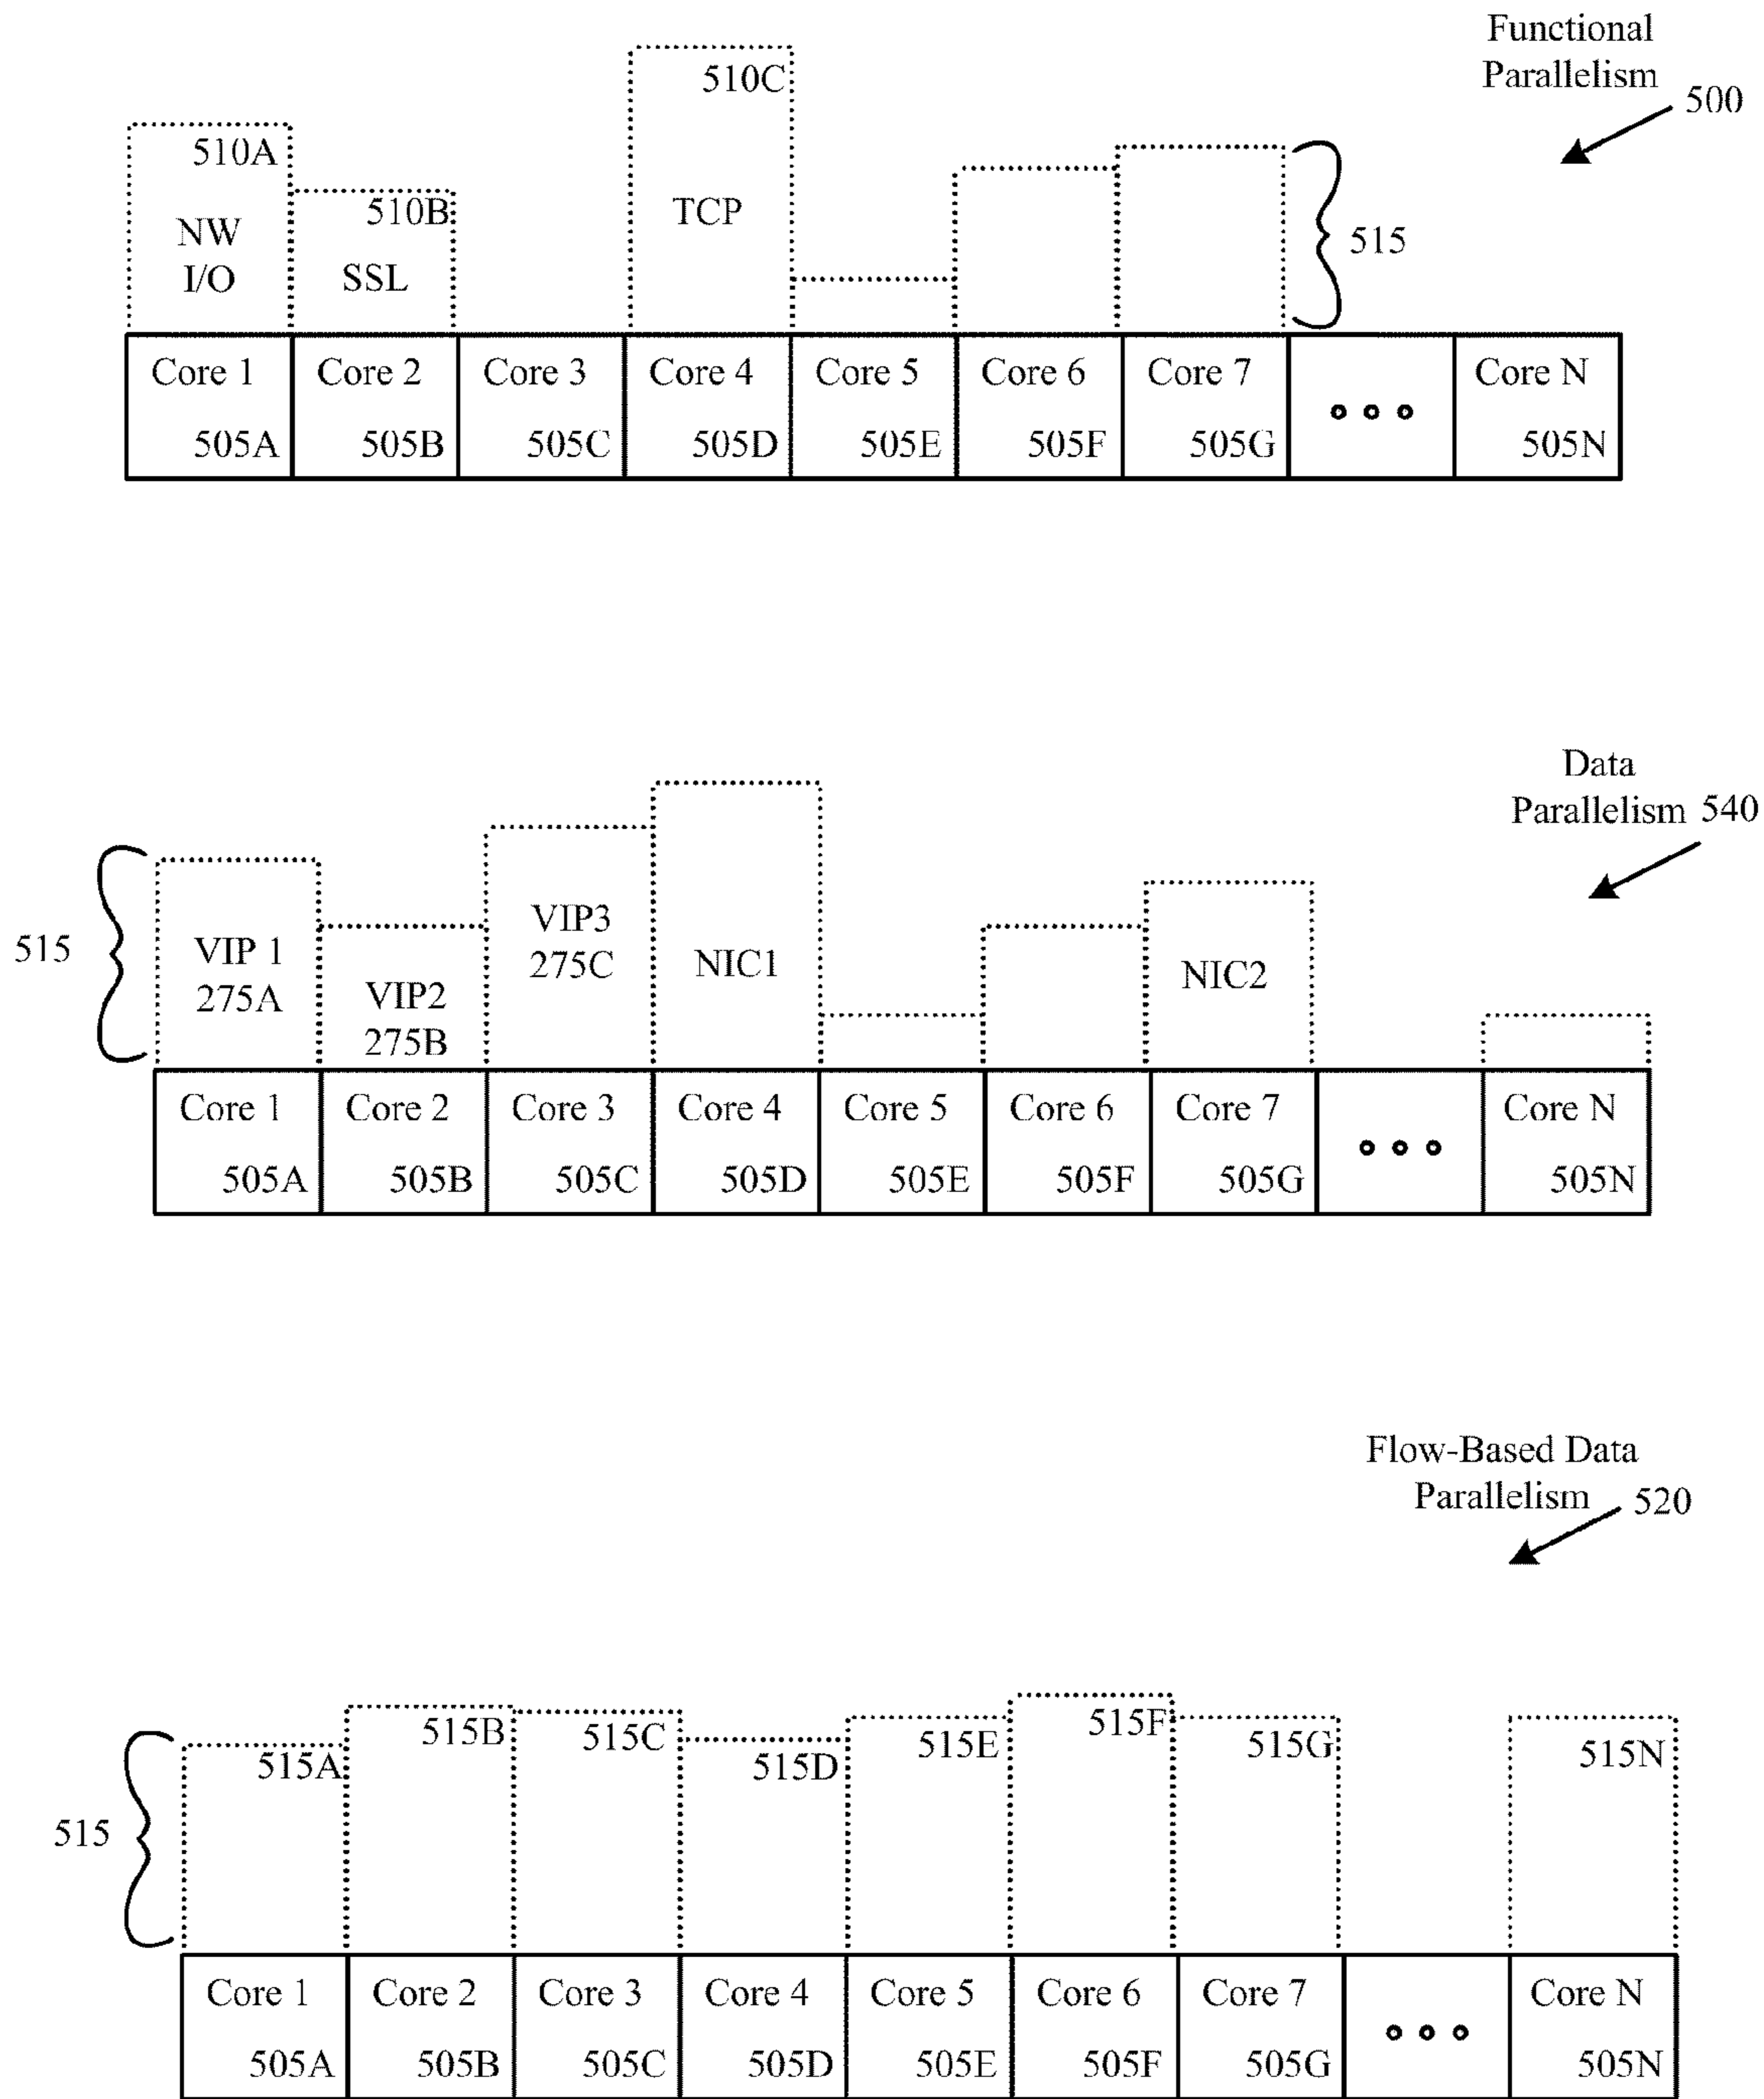 Functional
Parallelism
500
510C
510A
510B
NW
I/O
SSL
TCP
515
Core 1 Core 2 Core 3 Core 4 Core 5 Core 6 Core 7 Core N
505A 505B 505C 505D 505E 505F 505G 505N
Data
Parallelism 540
515
VIP 1
275A
VIP2
275B
VIP3
275C
NIC1
NIC2
Core 1 Core 2 Core 3 Core 4 Core 5 Core 6 Core 7 Core N
505A 505B 505C 505D 505E 505F 505G 505N
Flow-Based Data
Parallelism
520
515
515A 515B 515C 515D 515E 515F 515G 515N
Core 1 Core 2 Core 3 Core 4 Core 5 Core 6 Core 7 Core N
505A 505B 505C 505D 505E 505F 505G 505N